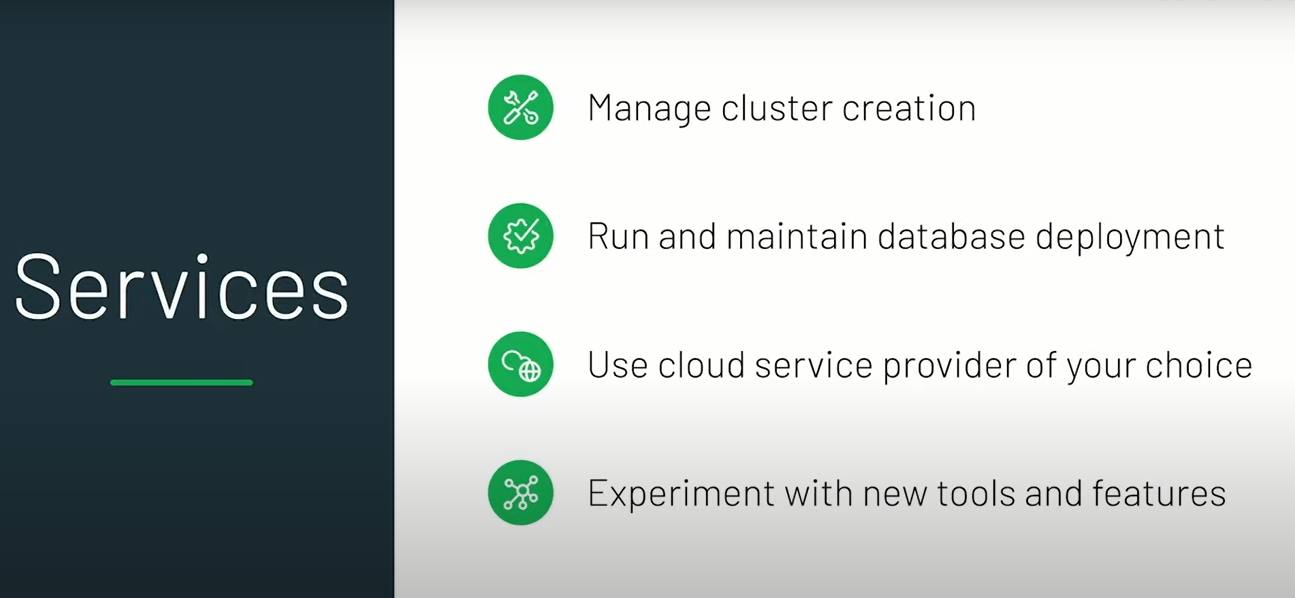 Services
Manage cluster creation
Run and maintain database deployment
Use cloud service provider of your choice
Experiment with new tools and features